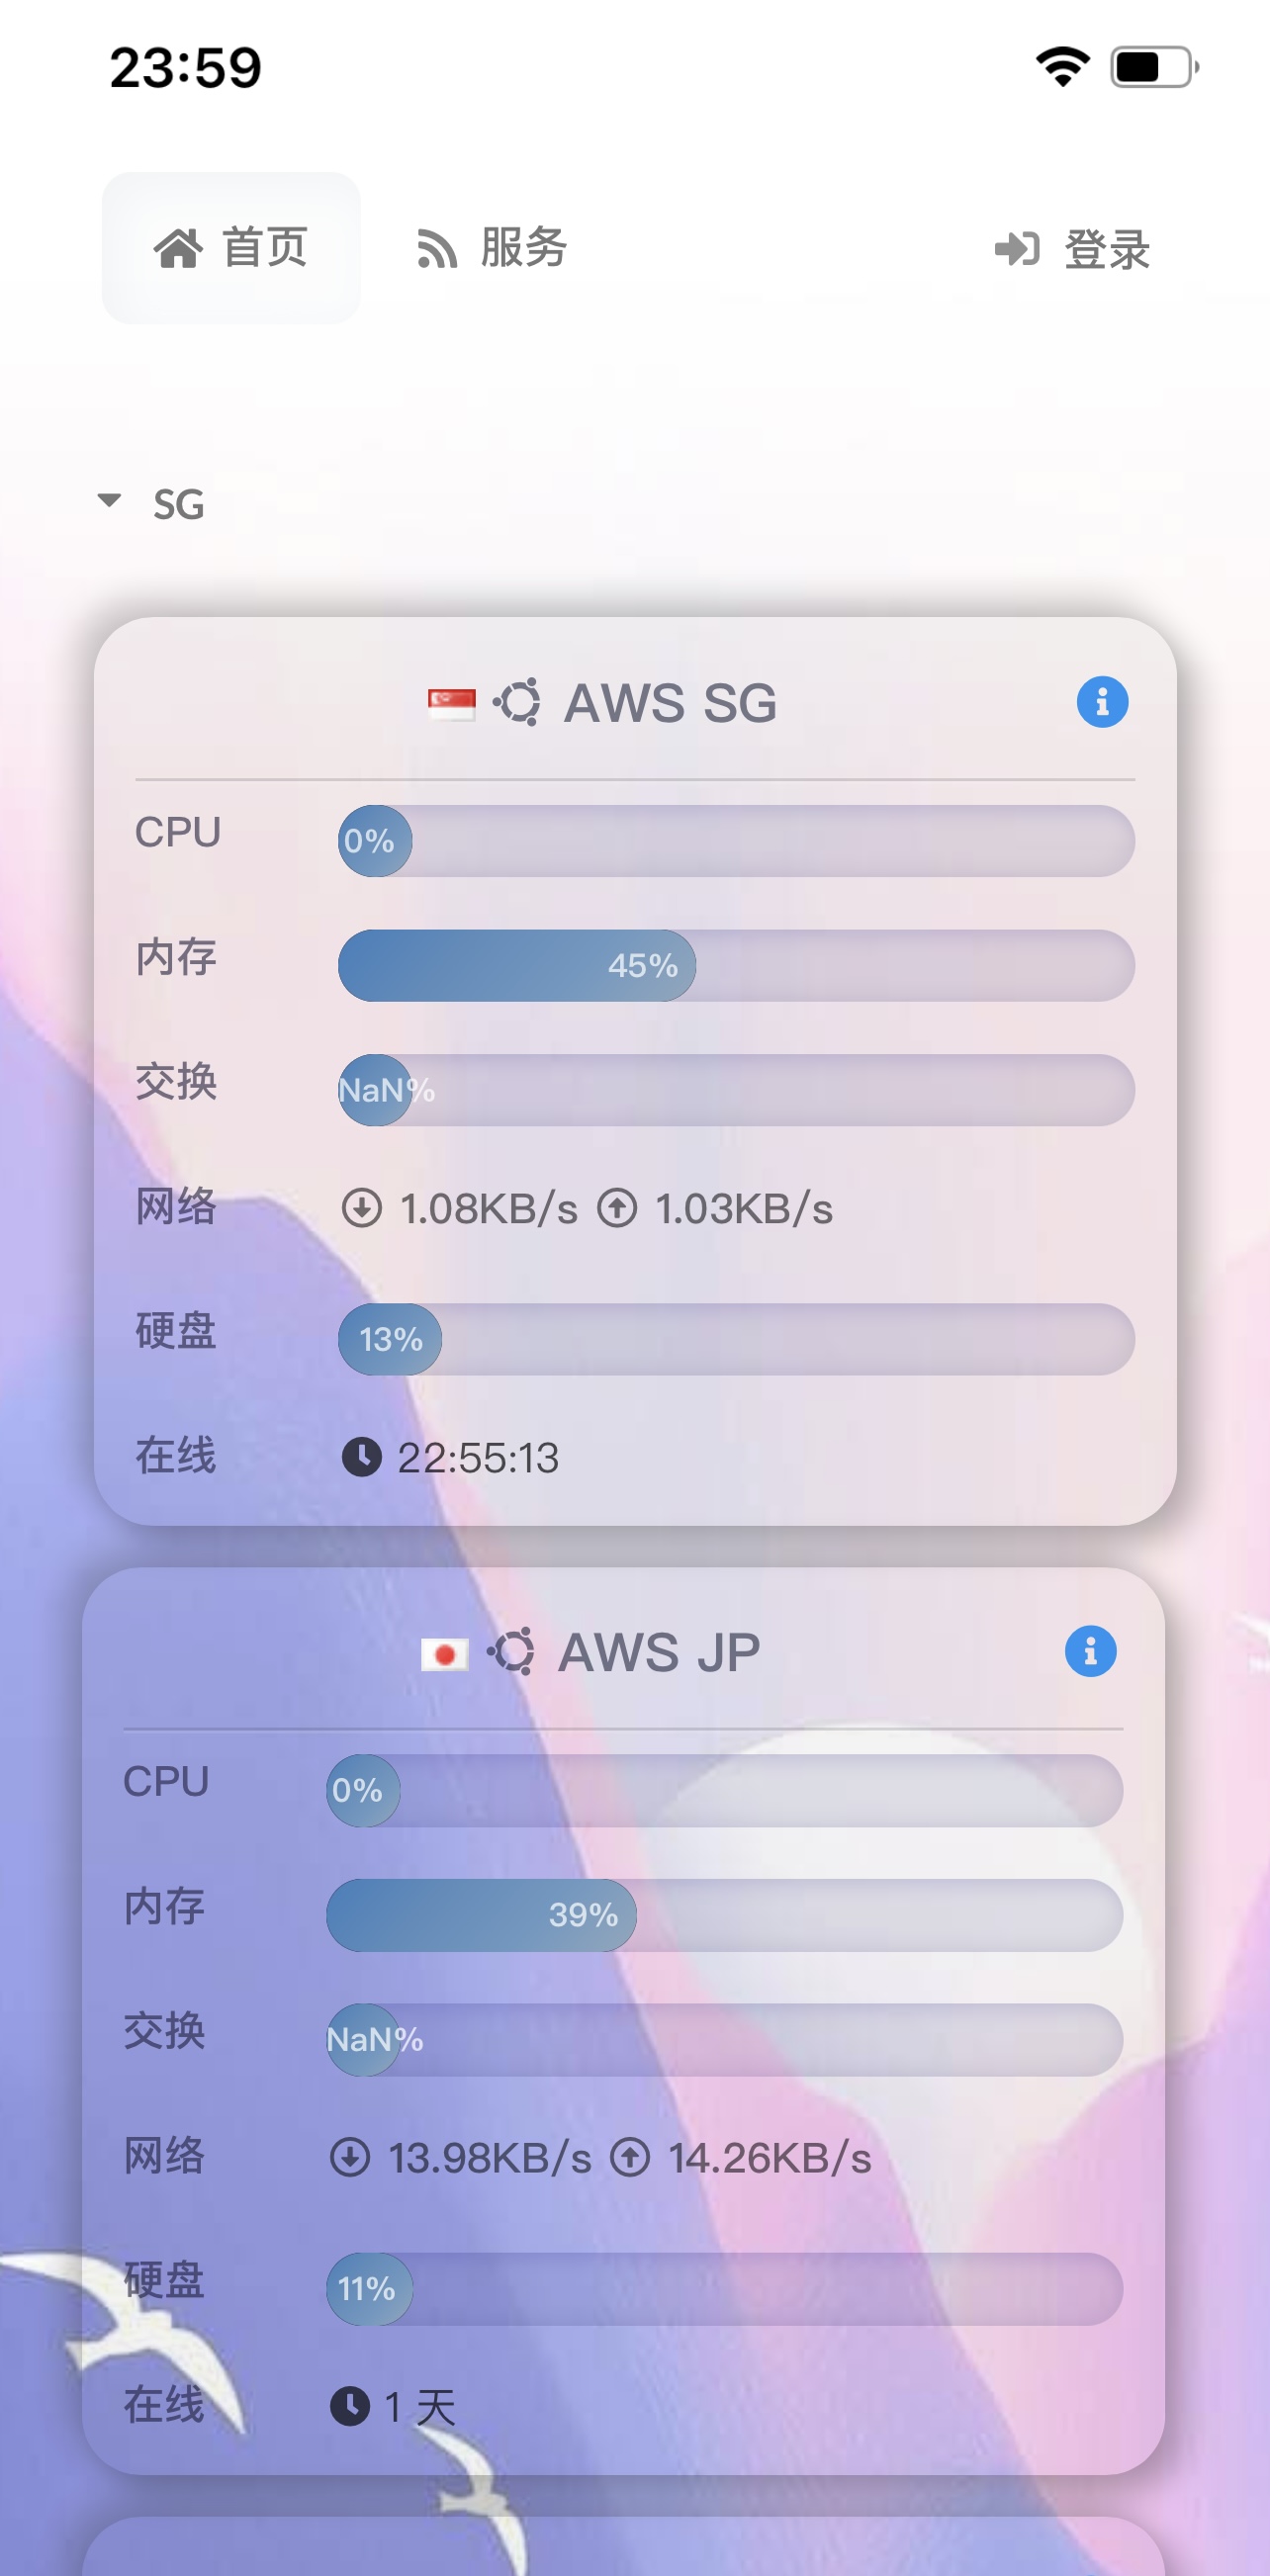 23:59
首页 服务 登录
SG
AWS SG
CPU 0%
内存 45%
交换 NaN%
网络 1.08KB/s 1.03KB/s
硬盘 13%
在线 22:55:13
AWS JP
CPU 0%
内存 39%
交换 NaN%
网络 13.98KB/s 14.26KB/s
硬盘 11%
在线 1 天